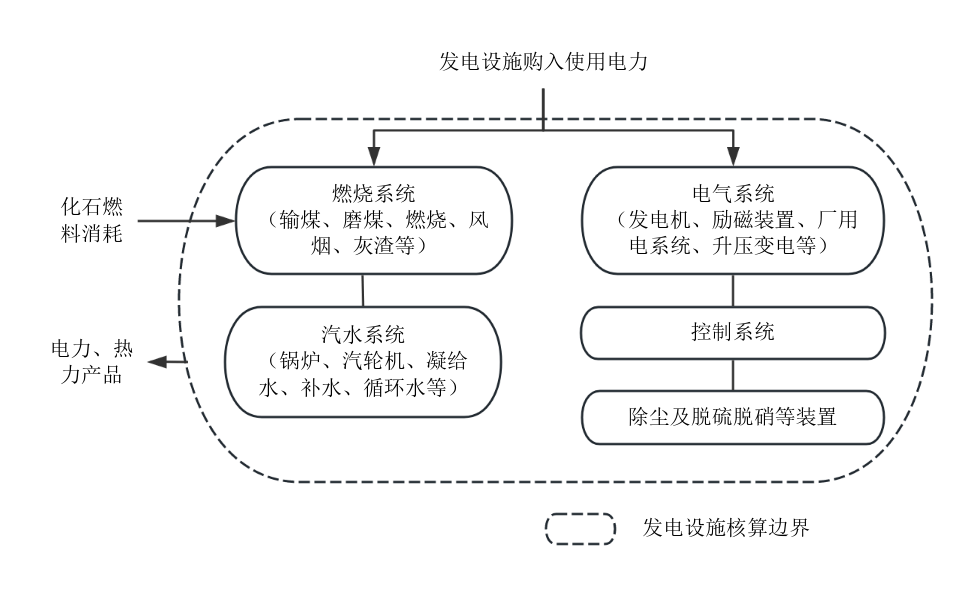 发电设施购入使用电力
化石燃
料消耗
燃烧系统
（输煤、磨煤、燃烧、风
烟、灰渣等）
电气系统
（发电机、励磁装置、厂用
电系统、升压变电等）
电力、热
力产品
汽水系统
（锅炉、汽轮机、凝给
水、补水、循环水等）
控制系统
除尘及脱硫脱硝等装置
发电设施核算边界